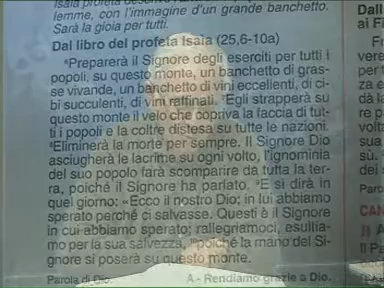 lemme, con l'immagine d'un grande banchetto.
Sarà la gioia per tutti.
Dal libro del profeta Isaia (25,6-10a)
⁶Preparerà il Signore degli eserciti per tutti i
popoli, su questo monte, un banchetto di gras-
se vivande, un banchetto di vini eccellenti, di ci-
bi succulenti, di vini raffinati. ⁷Egli strapperà su
questo monte il velo che copriva la faccia di tut-
ti i popoli e la coltre distesa su tutte le nazioni.
⁸Eliminerà la morte per sempre. Il Signore Dio
asciugherà le lacrime su ogni volto, l'ignominia
del suo popolo farà scomparire da tutta la ter-
ra, poiché il Signore ha parlato. ⁹E si dirà in
quel giorno: «Ecco il nostro Dio; in lui abbiamo
sperato perché ci salvasse. Questi è il Signore
in cui abbiamo sperato; rallegriamoci, esultia-
mo per la sua salvezza, ¹⁰poiché la mano del Si-
gnore si poserà su questo monte.
Parola di Dio. A - Rendiamo grazie a Dio.
Dall
ai F